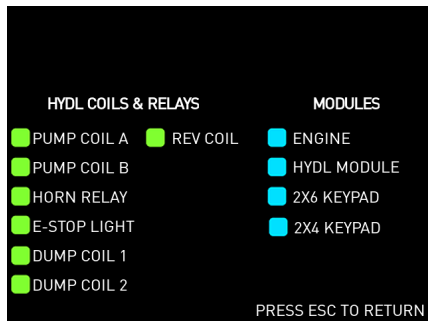 HYDL COILS & RELAYS
PUMP COIL A
REV COIL
PUMP COIL B
HORN RELAY
E-STOP LIGHT
DUMP COIL 1
DUMP COIL 2
MODULES
ENGINE
HYDL MODULE
2X6 KEYPAD
2X4 KEYPAD
PRESS ESC TO RETURN